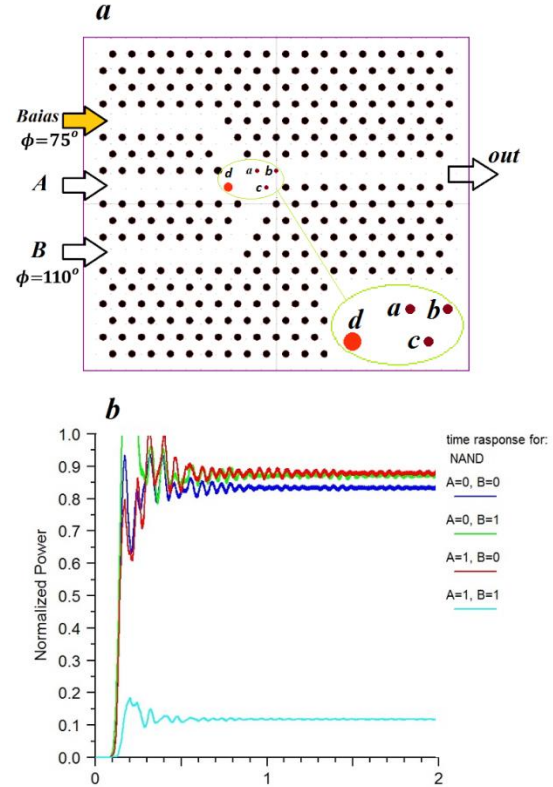 a
Baias
ϕ=75°
A
B
ϕ=110°
out
d a b
c
a b
d c
b
time rasponse for:
NAND
A=0, B=0
A=0, B=1
A=1, B=0
A=1, B=1
Normalized Power
1.0
0.9
0.8
0.7
0.6
0.5
0.4
0.3
0.2
0.1
0.0
0 1 2